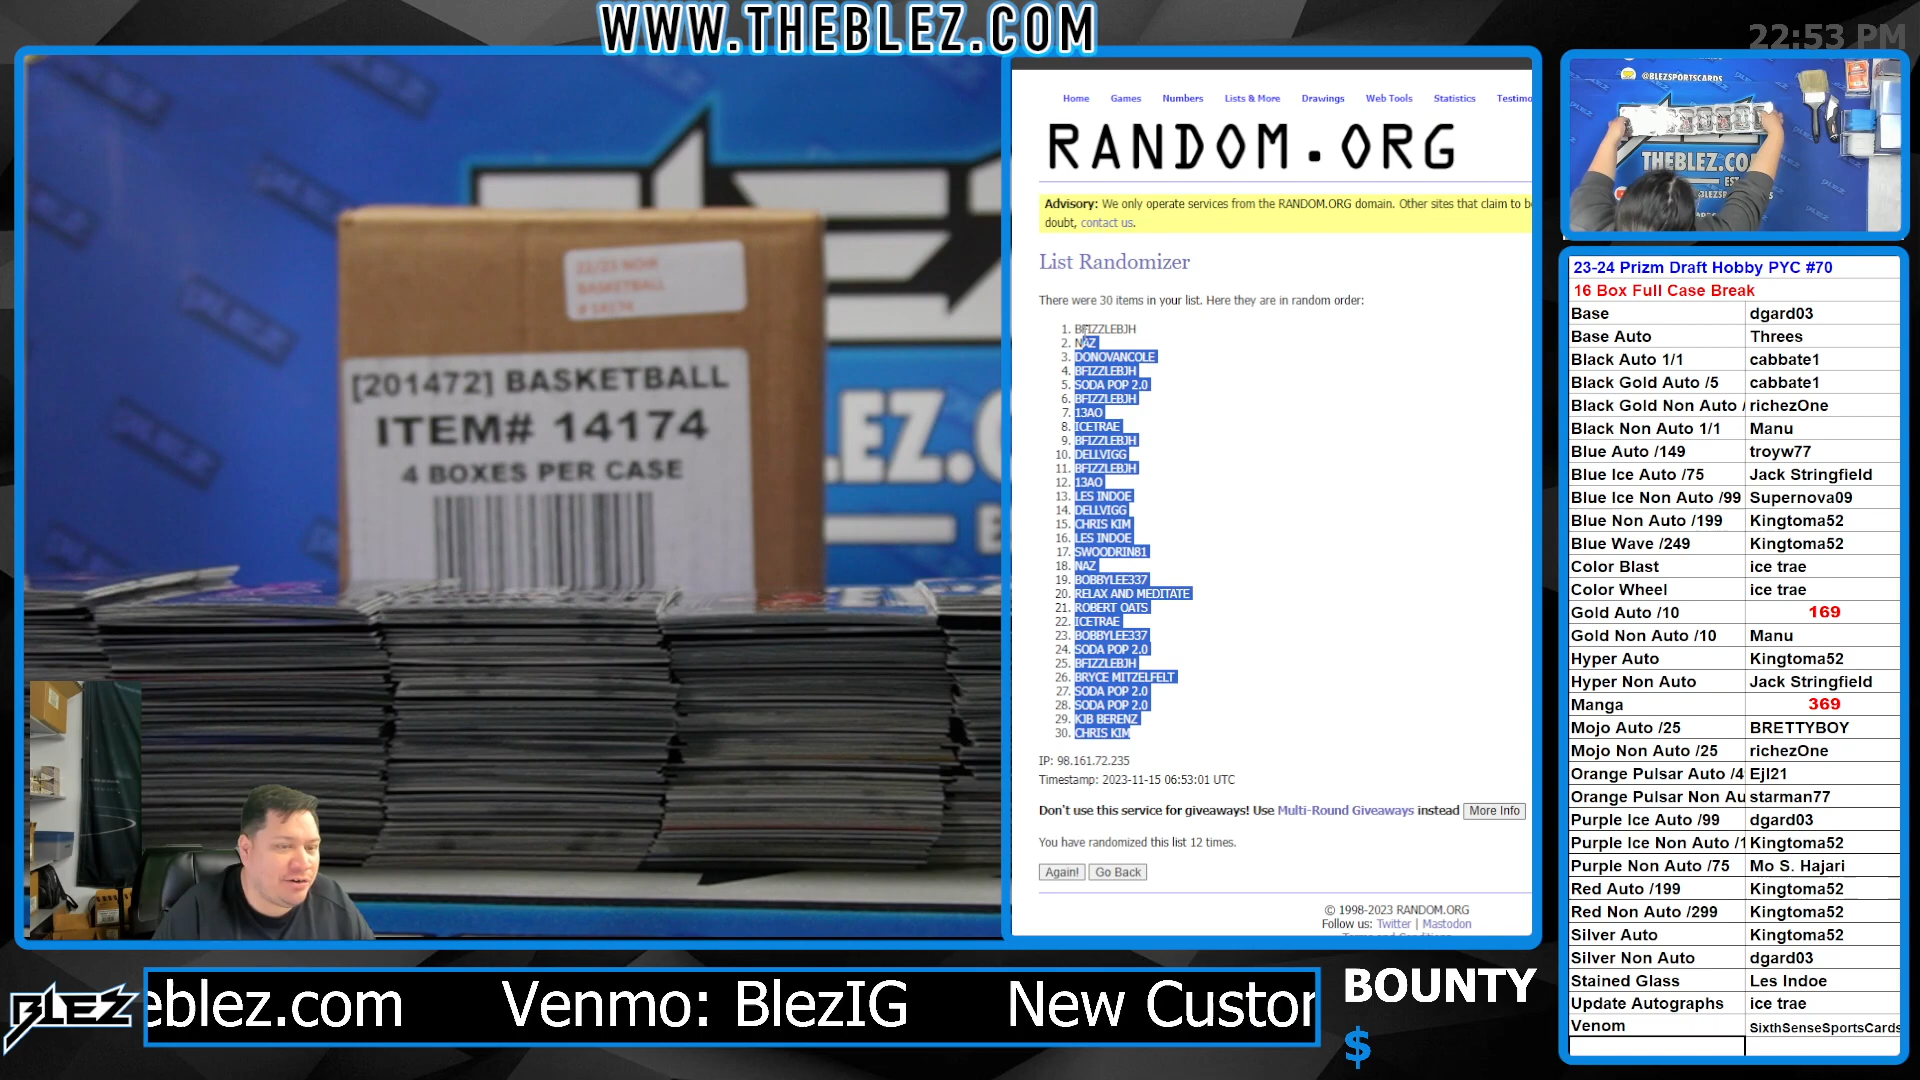 WWW.THEBLEZ.COM
22:53 PM
22/23 NOIR
BASKETBALL
# 14174
[201472] BASKETBALL
ITEM# 14174
4 BOXES PER CASE
Home Games Numbers Lists & More Drawings Web Tools Statistics Testimo
RANDOM.ORG
Advisory: We only operate services from the RANDOM.ORG domain. Other sites that claim to b
doubt, contact us.
List Randomizer
There were 30 items in your list. Here they are in random order:
1. BFIZZLEBJH
2. NAZ
3. DONOVANCOLE
4. BFIZZLEBJH
5. SODA POP 2.0
6. BFIZZLEBJH
7. 13AO
8. ICETRAE
9. BFIZZLEBJH
10. DELLVIGG
11. BFIZZLEBJH
12. 13AO
13. LES INDOE
14. DELLVIGG
15. CHRIS KIM
16. LES INDOE
17. SWOODRIN81
18. NAZ
19. BOBBYLEE337
20. RELAX AND MEDITATE
21. ROBERT OATS
22. ICETRAE
23. BOBBYLEE337
24. SODA POP 2.0
25. BFIZZLEBJH
26. BRYCE MITZELFELT
27. SODA POP 2.0
28. SODA POP 2.0
29. KJB BERENZ
30. CHRIS KIM
IP: 98.161.72.235
Timestamp: 2023-11-15 06:53:01 UTC
Don't use this service for giveaways! Use Multi-Round Giveaways instead More Info
You have randomized this list 12 times.
Again! Go Back
© 1998-2023 RANDOM.ORG
Follow us: Twitter | Mastodon
@BLEZSPORTSCARDS
THEBLEZ.CO
23-24 Prizm Draft Hobby PYC #70
16 Box Full Case Break
Base dgard03
Base Auto Threes
Black Auto 1/1 cabbate1
Black Gold Auto /5 cabbate1
Black Gold Non Auto / richezOne
Black Non Auto 1/1 Manu
Blue Auto /149 troyw77
Blue Ice Auto /75 Jack Stringfield
Blue Ice Non Auto /99 Supernova09
Blue Non Auto /199 Kingtoma52
Blue Wave /249 Kingtoma52
Color Blast ice trae
Color Wheel ice trae
Gold Auto /10 169
Gold Non Auto /10 Manu
Hyper Auto Kingtoma52
Hyper Non Auto Jack Stringfield
Manga 369
Mojo Auto /25 BRETTYBOY
Mojo Non Auto /25 richezOne
Orange Pulsar Auto /4 Ejl21
Orange Pulsar Non Au starman77
Purple Ice Auto /99 dgard03
Purple Ice Non Auto /1 Kingtoma52
Purple Non Auto /75 Mo S. Hajari
Red Auto /199 Kingtoma52
Red Non Auto /299 Kingtoma52
Silver Auto Kingtoma52
Silver Non Auto dgard03
Stained Glass Les Indoe
Update Autographs ice trae
Venom SixthSenseSportsCards
BLEZ
eblez.com Venmo: BlezIG New Custor
BOUNTY
$